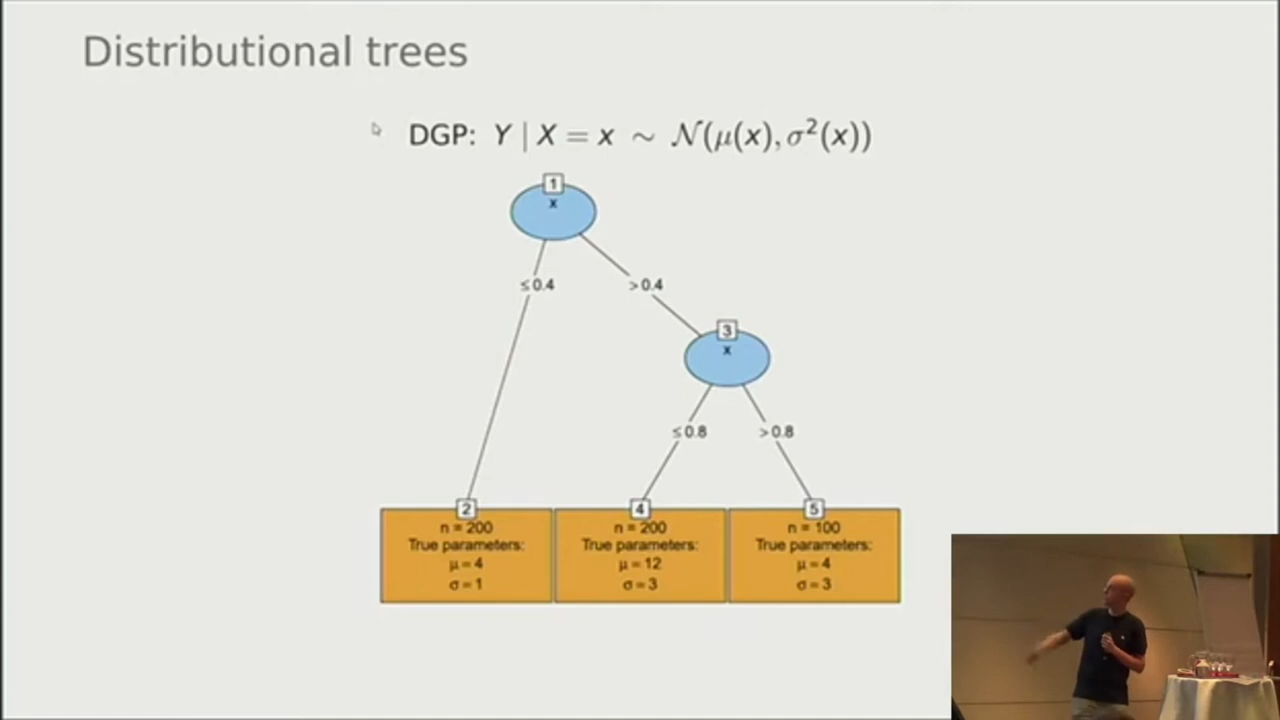 Distributional trees
DGP: Y | X = x ∼ 𝒩(μ(x), σ²(x))
1
x
≤ 0.4
> 0.4
3
x
≤ 0.8
> 0.8
2
n = 200
True parameters:
μ = 4
σ = 1
4
n = 200
True parameters:
μ = 12
σ = 3
5
n = 100
True parameters:
μ = 4
σ = 3